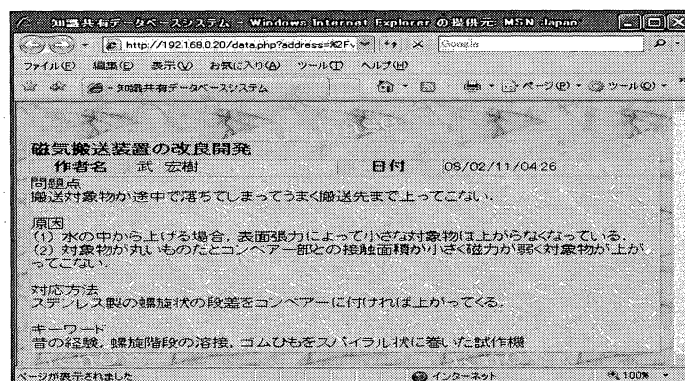 知識共有データベースシステム - Windows Internet Explorer の提供元: MSN Japan
http://192.168.0.20/data.php?address=%2Fv
Google
ファイル(F) 編集(E) 表示(V) お気に入り(A) ツール(T) ヘルプ(H)
知識共有データベースシステム
ページ(P) ツール(O)
磁気搬送装置の改良開発
作者名 武 宏樹 日付 08/02/11/04:26
問題点
搬送対象物が途中で落ちてしまってうまく搬送先まで上ってこない.
原因
(1) 水の中から上げる場合, 表面張力によって小さな対象物は上がらなくなっている.
(2) 対象物が丸いものだとコンベアー部との接触面積が小さく磁力が弱く対象物が上が
ってこない.
対応方法
ステンレス製の螺旋状の段差をコンベアーに付ければ上がってくる.
キーワード
昔の経験, 螺旋階段の溶接, ゴムひもをスパイラル状に巻いた試作機
ページが表示されました
インターネット
100%